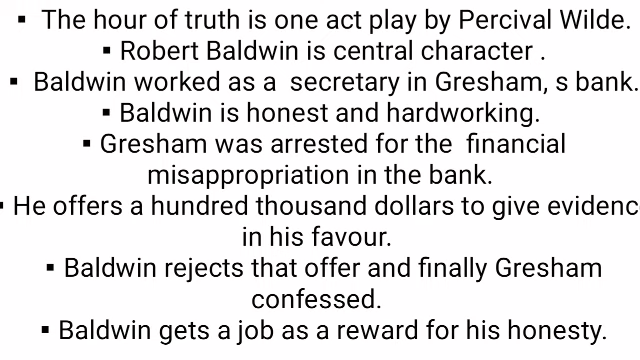 ▪ The hour of truth is one act play by Percival Wilde.
▪ Robert Baldwin is central character .
▪ Baldwin worked as a secretary in Gresham, s bank.
▪ Baldwin is honest and hardworking.
▪ Gresham was arrested for the financial
misappropriation in the bank.
▪ He offers a hundred thousand dollars to give evidenc
in his favour.
▪ Baldwin rejects that offer and finally Gresham
confessed.
▪ Baldwin gets a job as a reward for his honesty.